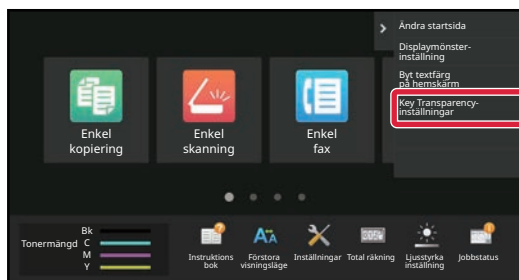 Ändra startsida
Displaymönster-
inställning
Byt textfärg
på hemskärm
Key Transparency-
inställningar
Enkel
kopiering
Enkel
skanning
Enkel
fax
Tonermängd
Bk
C
M
Y
Instruktions
bok
Förstora
visningsläge
Inställningar
Total räkning
Ljusstyrka
inställning
Jobbstatus